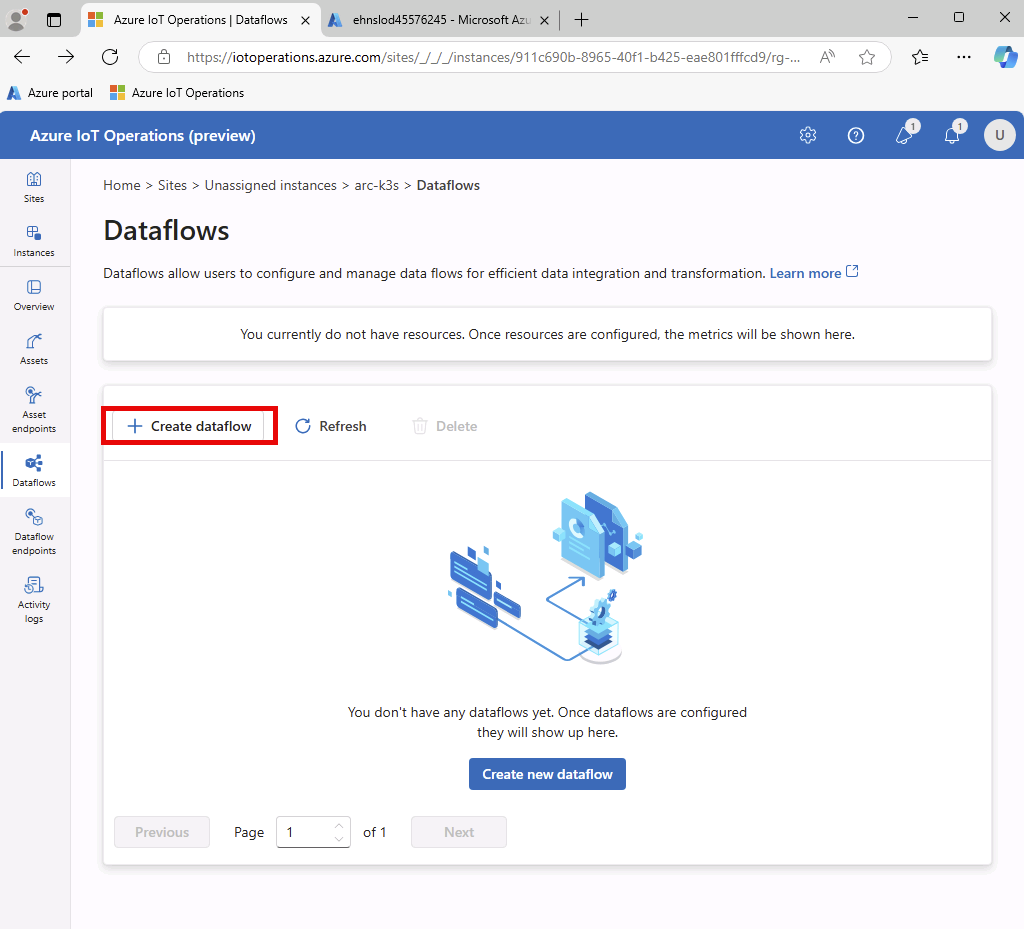 Azure IoT Operations | Dataflows
ehnslod45576245 - Microsoft Azu
https://iotoperations.azure.com/sites/_/_/_/instances/911c690b-8965-40f1-b425-eae801fffcd9/rg-...
Azure portal
Azure IoT Operations
Azure IoT Operations (preview)
1
1
U
Sites
Instances
Overview
Assets
Asset
endpoints
Dataflows
Dataflow
endpoints
Activity
logs
Home > Sites > Unassigned instances > arc-k3s > Dataflows
Dataflows
Dataflows allow users to configure and manage data flows for efficient data integration and transformation. Learn more
You currently do not have resources. Once resources are configured, the metrics will be shown here.
Create dataflow
Refresh
Delete
You don't have any dataflows yet. Once dataflows are configured
they will show up here.
Create new dataflow
Previous
Page
1
of 1
Next